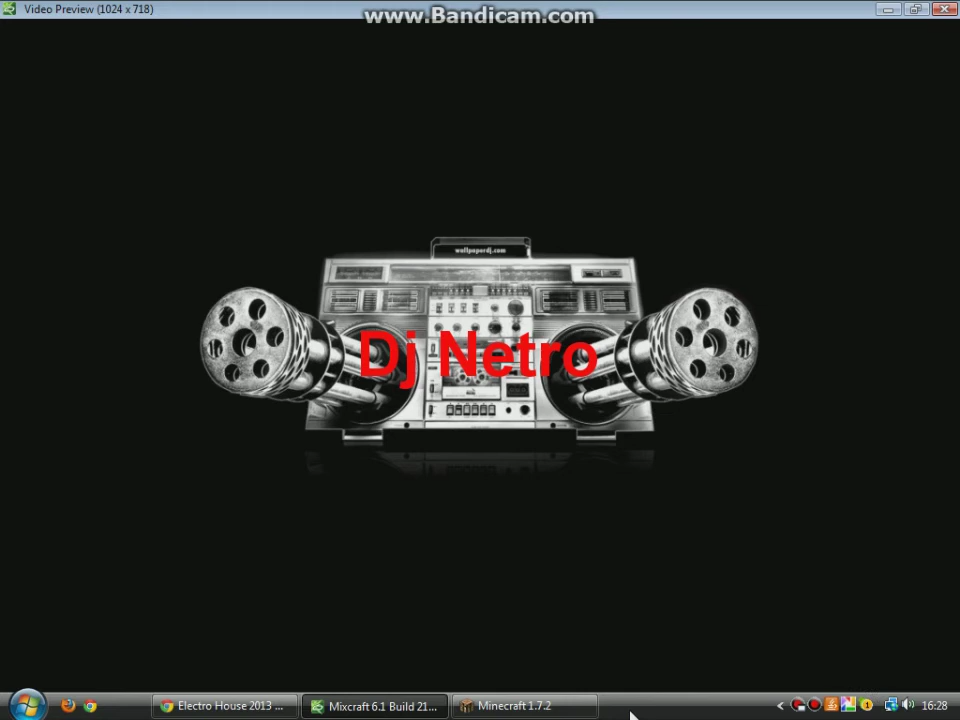 Video Preview (1024 x 718)
www.Bandicam.com
wallpaperdj.com
Dj Netro
Electro House 2013 ...
Mixcraft 6.1 Build 21...
Minecraft 1.7.2
16:28